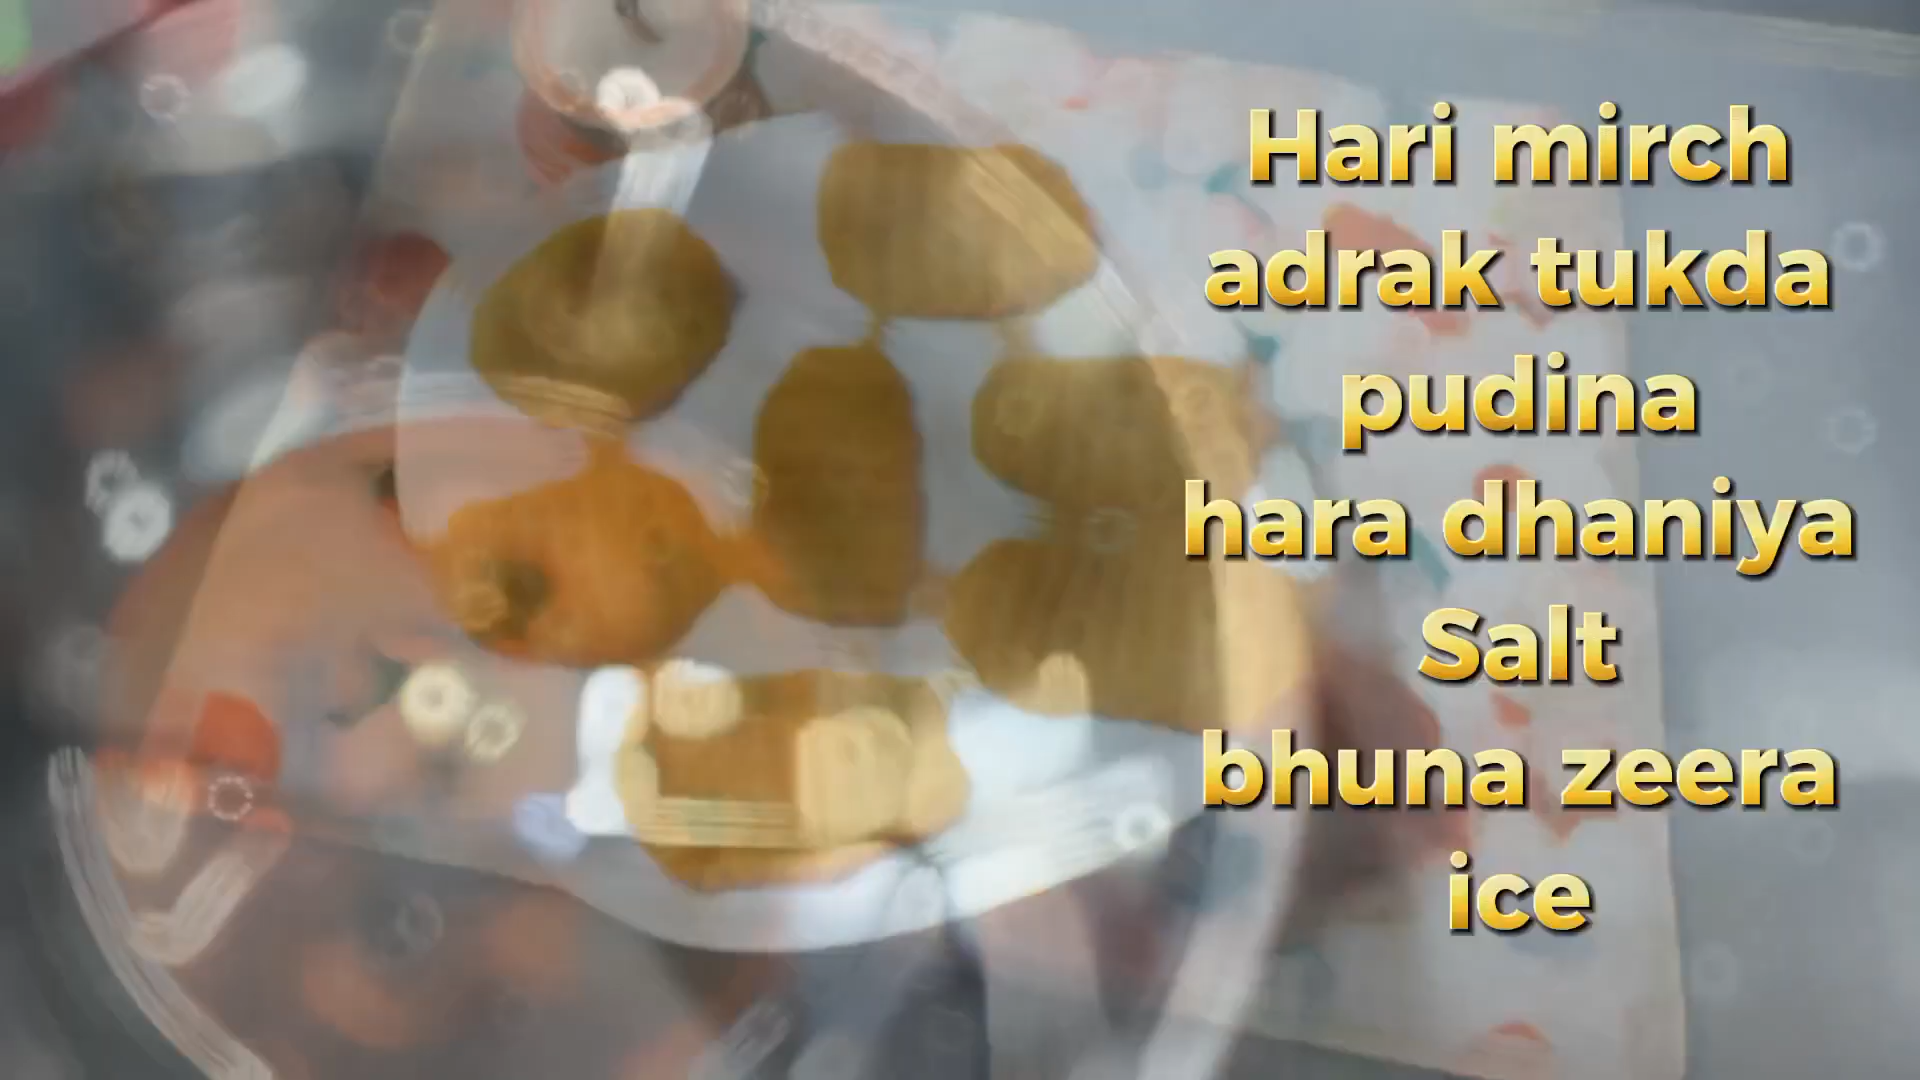 Hari mirch
adrak tukda
pudina
hara dhaniya
Salt
bhuna zeera
ice